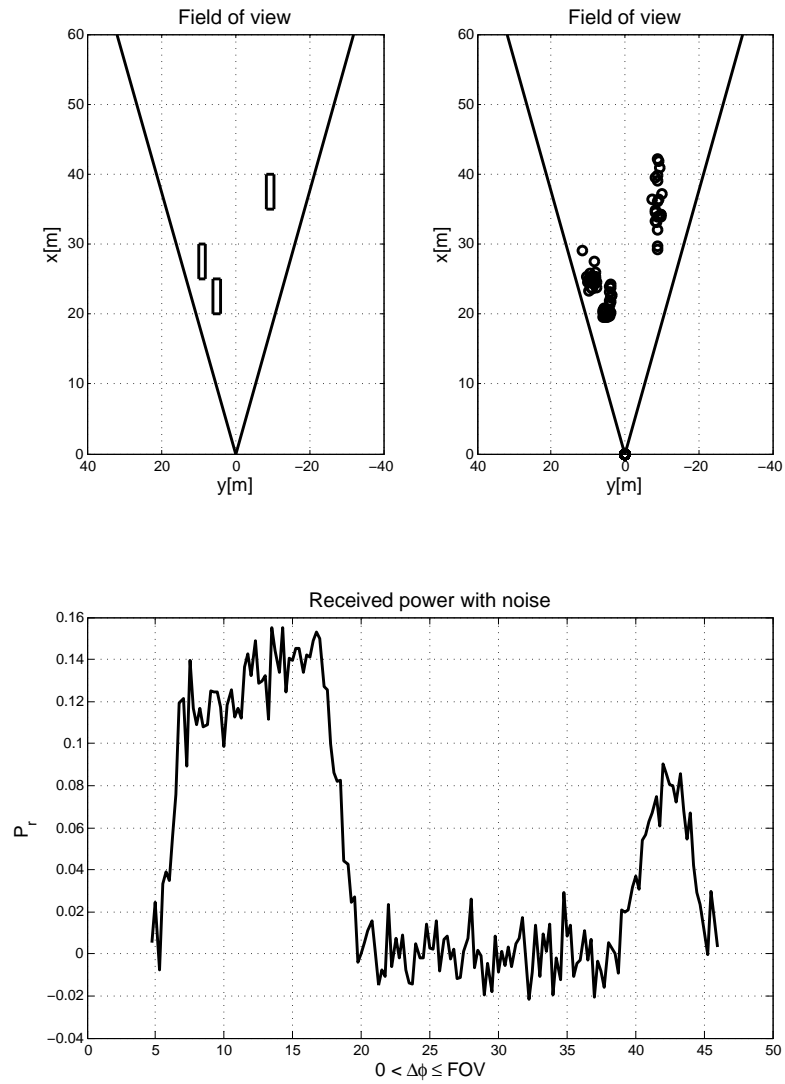 Field of view
60
50
40
30
20
10
0
x[m]
40 20 0 −20 −40
y[m]
Field of view
60
50
40
30
20
10
0
x[m]
40 20 0 −20 −40
y[m]
Received power with noise
0.16
0.14
0.12
0.1
0.08
0.06
0.04
0.02
0
−0.02
−0.04
P_r
0 5 10 15 20 25 30 35 40 45 50
0 < Δϕ ≤ FOV